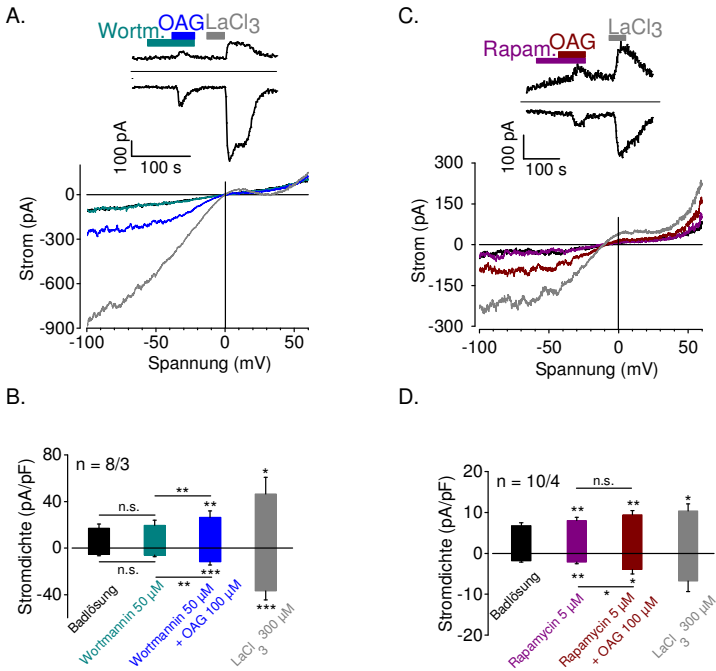 A.
OAG
LaCl3
Wortm.
100 pA
100 s
0
-300
-600
-900
Strom (pA)
-100
-50
0
50
Spannung (mV)
C.
LaCl3
OAG
Rapam.
100 pA
100 s
300
150
0
-150
-300
Strom (pA)
-100
-50
0
50
Spannung (mV)
B.
n = 8/3
80
40
0
-40
Stromdichte (pA/pF)
n.s.
**
**
*
n.s.
**
***
***
Badlösung
Wortmannin 50 µM
Wortmannin 50 µM
+ OAG 100 µM
LaCl3 300 µM
D.
n = 10/4
20
10
0
-10
-20
Stromdichte (pA/pF)
n.s.
**
**
*
**
*
*
Badlösung
Rapamycin 5 µM
Rapamycin 5 µM
+ OAG 100 µM
LaCl3 300 µM